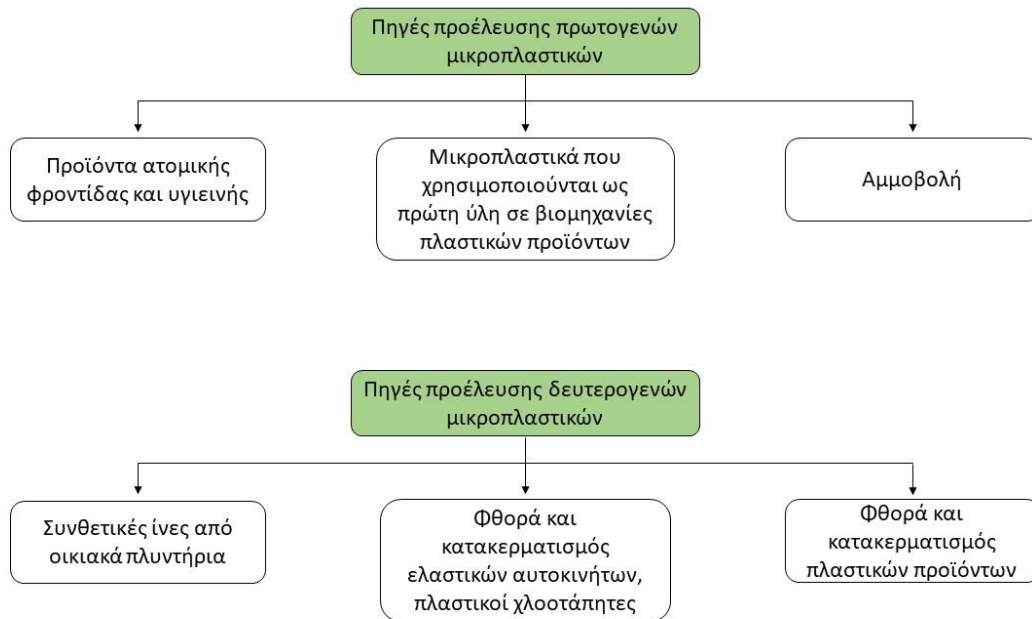 Πηγές προέλευσης πρωτογενών
μικροπλαστικών
Προϊόντα ατομικής
φροντίδας και υγιεινής
Μικροπλαστικά που
χρησιμοποιούνται ως
πρώτη ύλη σε βιομηχανίες
πλαστικών προϊόντων
Αμμοβολή
Πηγές προέλευσης δευτερογενών
μικροπλαστικών
Συνθετικές ίνες από
οικιακά πλυντήρια
Φθορά και
κατακερματισμός
ελαστικών αυτοκινήτων,
πλαστικοί χλοοτάπητες
Φθορά και
κατακερματισμός
πλαστικών προϊόντων